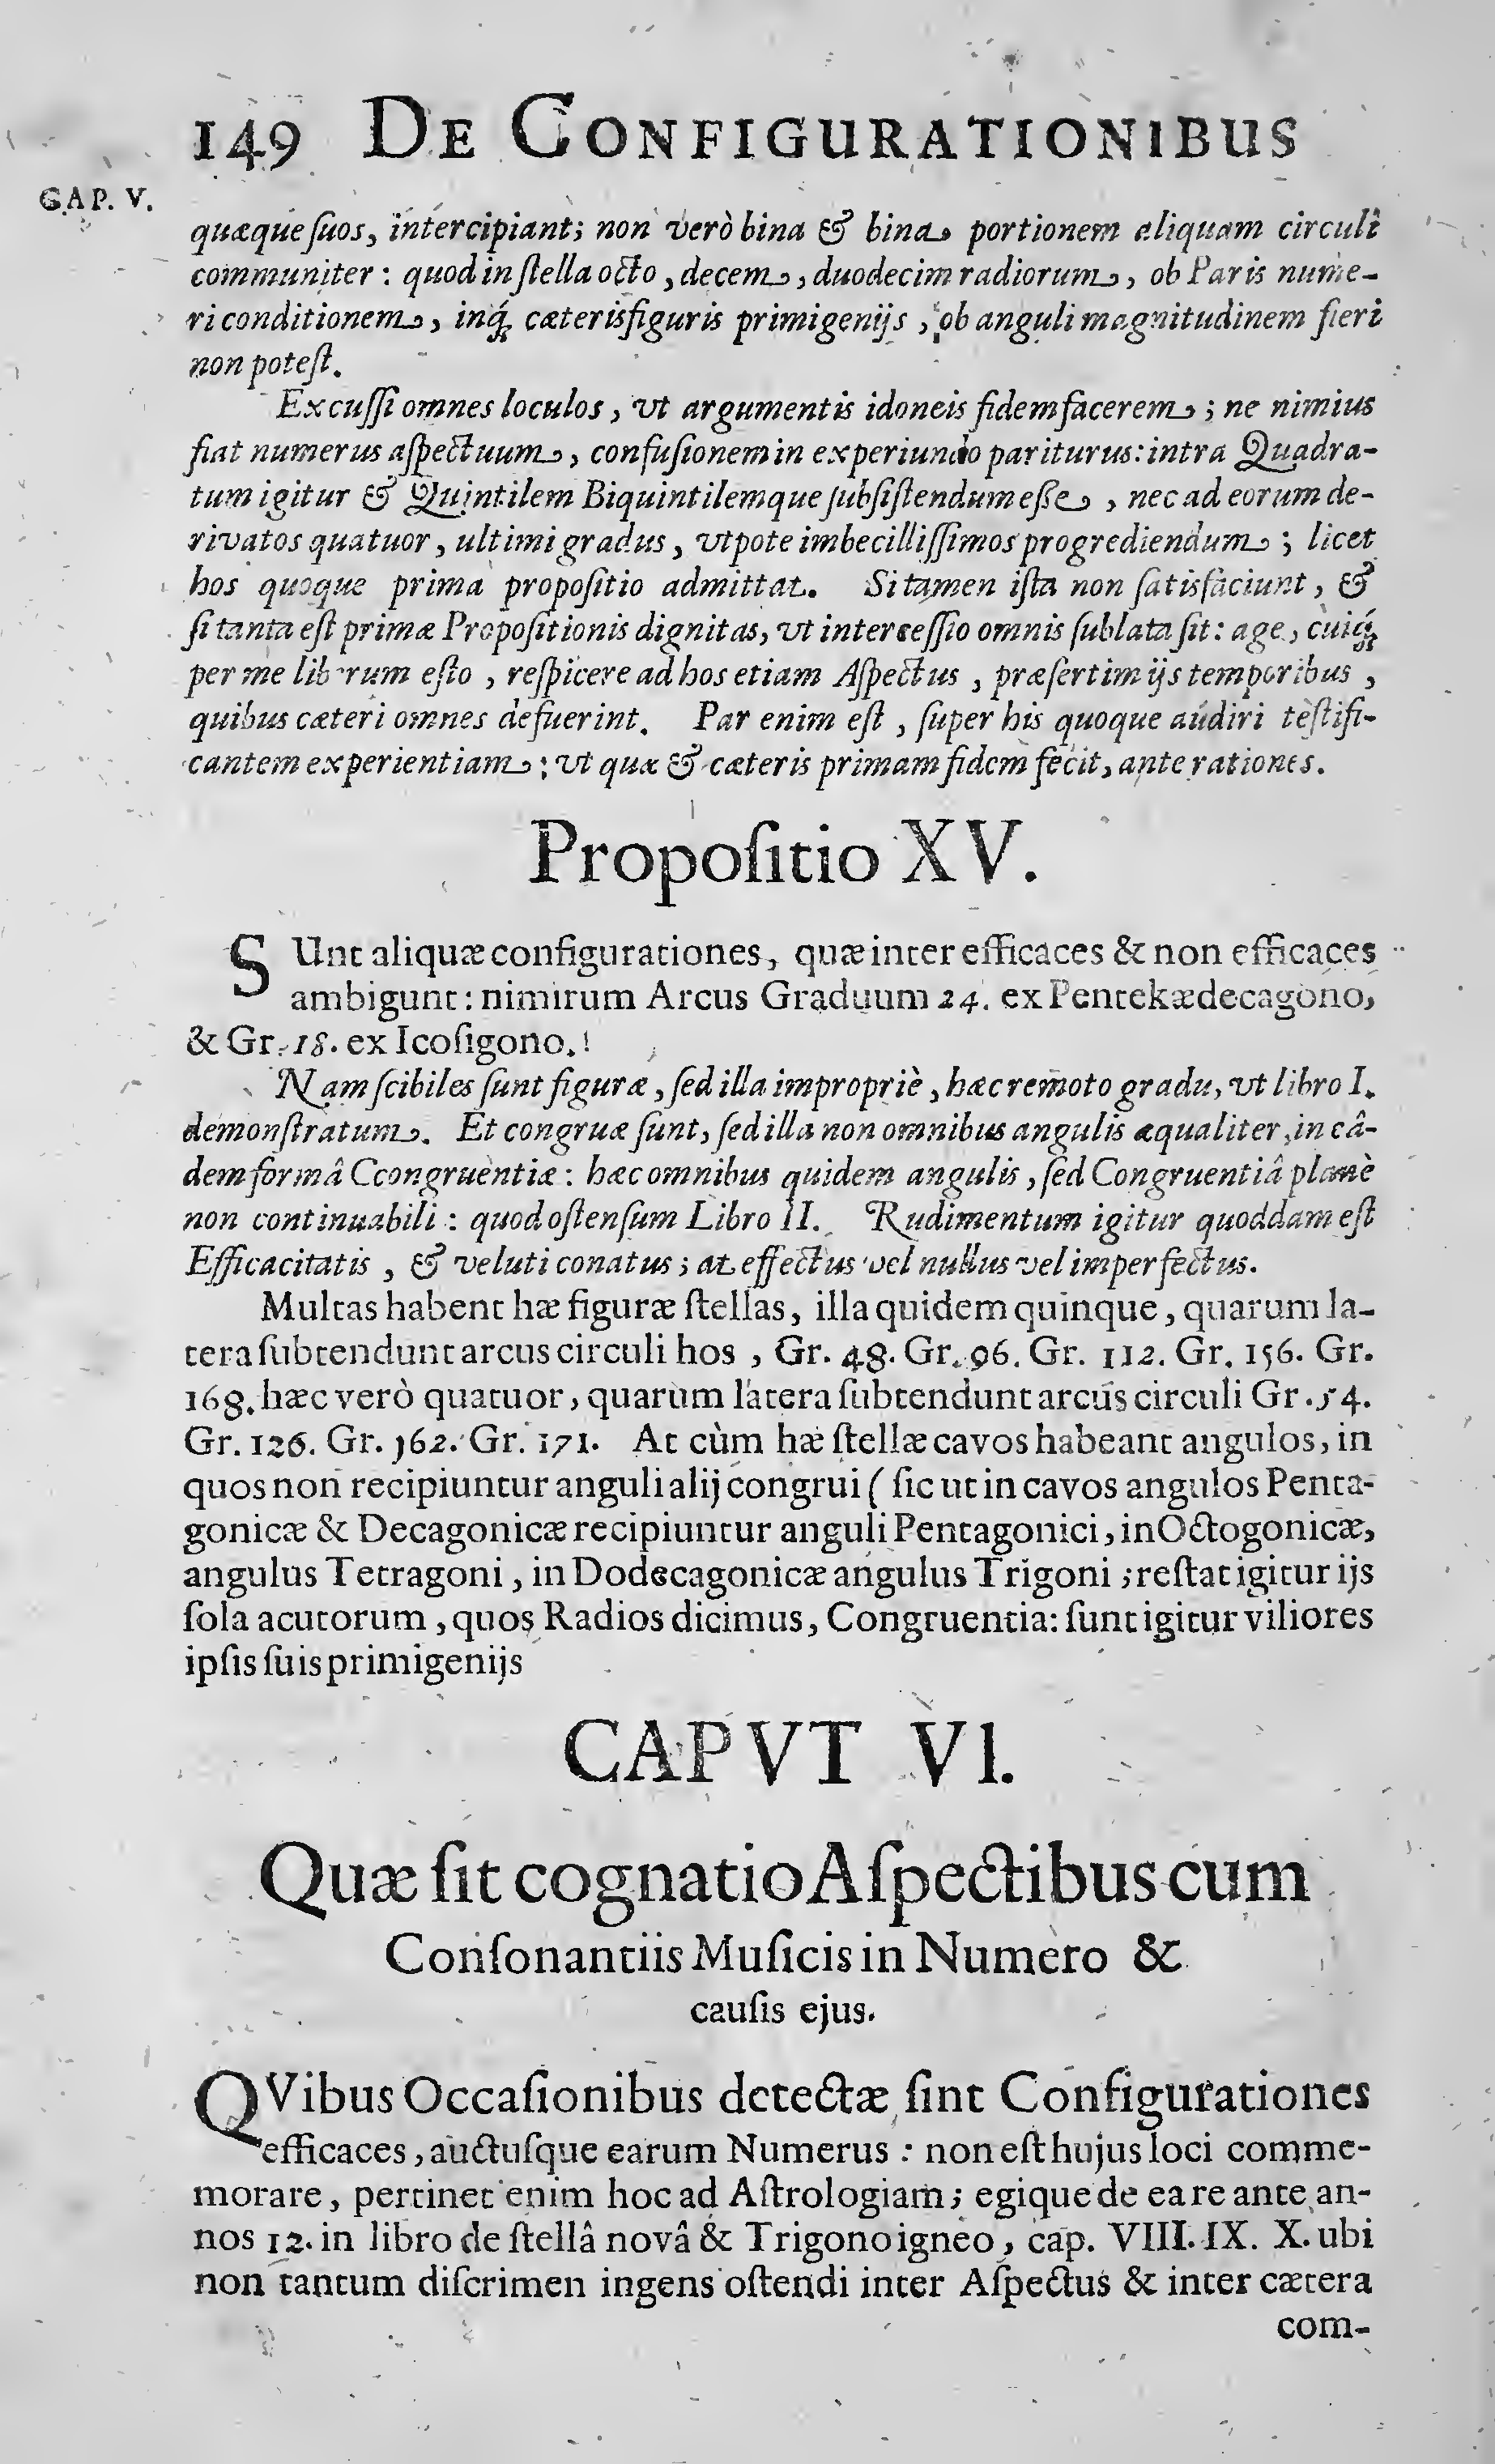 149 DE CONFIGURATIONIBUS
CAP. V.
quæque ſuos, intercipiant; non verò bina & bina portionem aliquam circuli
communiter: quod in ſtella octo, decem, duodecim radiorum, ob Paris nume-
ri conditionem, inq́; cæteris figuris primigenijs, ob anguli magnitudinem fieri
non poteſt.
Excuſſi omnes loculos, vt argumentis idoneis fidem facerem; ne nimius
fiat numerus aſpectuum, confuſionem in experiundo pariturus: intra Quadra-
tum igitur & Quintilem Biquintilemque ſubſiſtendum eſſe, nec ad eorum de-
rivatos quatuor, ultimi gradus, vtpote imbecilliſſimos progrediendum; licet
hos quoque prima propoſitio admittat. Si tamen iſta non ſatisfaciunt, &
ſi tanta eſt primæ Propoſitionis dignitas, vt interceſſio omnis ſublata ſit: age, cuiq́;
per me liberum eſto, reſpicere ad hos etiam Aſpectus, præſertim ijs temporibus,
quibus cæteri omnes defuerint. Par enim eſt, ſuper his quoque audiri teſtifi-
cantem experientiam; vt quæ & cæteris primam fidem fecit, ante rationes.
Propoſitio XV.
SUnt aliquæ configurationes, quæ inter efficaces & non efficaces
ambigunt: nimirum Arcus Graduum 24. ex Pentekædecagono,
& Gr. 18. ex Icoſigono.
Nam ſcibiles ſunt figuræ, ſed illa impropriè, hæc remoto gradu, vt libro I.
demonſtratum. Et congruæ ſunt, ſed illa non omnibus angulis æqualiter, in eâ-
dem formâ Ccongruentiæ: hæc omnibus quidem angulis, ſed Congruentiâ planè
non continuabili: quod oſtenſum Libro II. Rudimentum igitur quoddam eſt
Efficacitatis, & veluti conatus; at effectus vel nullus vel imperfectus.
Multas habent hæ figuræ ſtellas, illa quidem quinque, quarum la-
tera ſubtendunt arcus circuli hos, Gr. 48. Gr. 96. Gr. 112. Gr. 156. Gr.
168. hæc verò quatuor, quarum latera ſubtendunt arcus circuli Gr. 54.
Gr. 126. Gr. 162. Gr. 171. At cùm hæ ſtellæ cavos habeant angulos, in
quos non recipiuntur anguli alij congrui ( ſic ut in cavos angulos Penta-
gonicæ & Decagonicæ recipiuntur anguli Pentagonici, in Octogonicæ,
angulus Tetragoni, in Dodecagonicæ angulus Trigoni; reſtat igitur ijs
ſola acutorum, quos Radios dicimus, Congruentia: ſunt igitur viliores
ipſis ſuis primigenijs
CAPVT VI.
Quæ ſit cognatio Aſpectibus cum
Conſonantiis Muſicis in Numero &
cauſis ejus.
QVibus Occaſionibus detectæ ſint Configurationes
efficaces, auctuſque earum Numerus: non eſt hujus loci comme-
morare, pertinet enim hoc ad Aſtrologiam; egique de ea re ante an-
nos 12. in libro de ſtellâ novâ & Trigono igneo, cap. VIII. IX. X. ubi
non tantum diſcrimen ingens oſtendi inter Aſpectus & inter cætera
com-